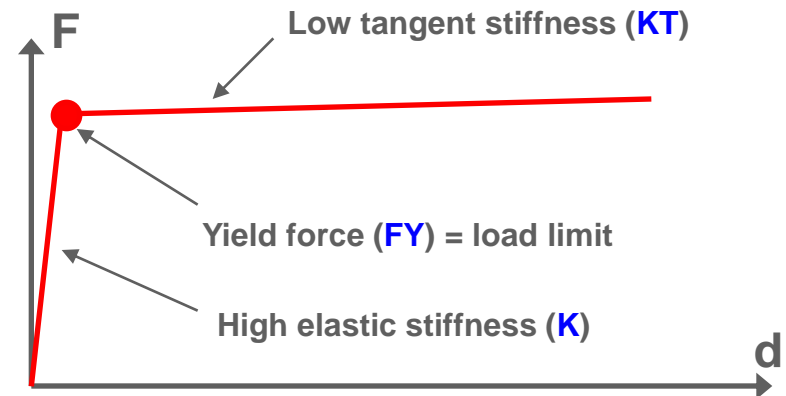 F
Low tangent stiffness (KT)
Yield force (FY) = load limit
High elastic stiffness (K)
d